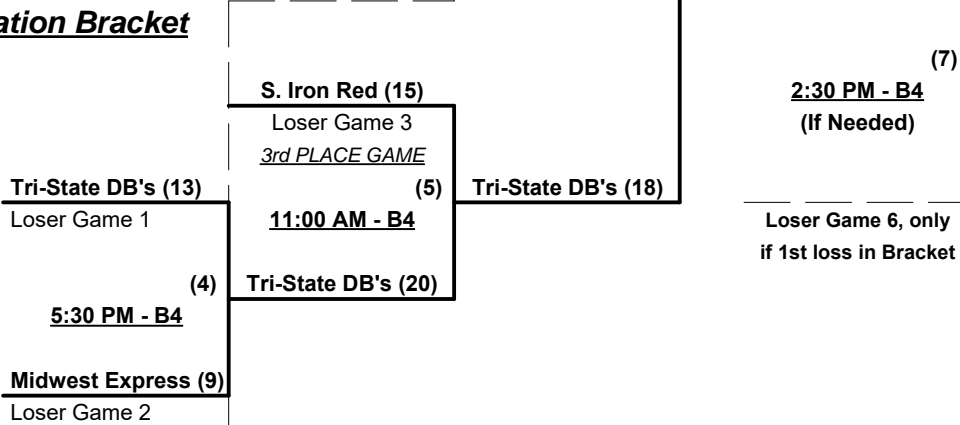 ation Bracket
S. Iron Red (15)
Loser Game 3
3rd PLACE GAME
Tri-State DB's (13)
Loser Game 1
(5)
11:00 AM - B4
Tri-State DB's (18)
(4)
5:30 PM - B4
Tri-State DB's (20)
Midwest Express (9)
Loser Game 2
(7)
2:30 PM - B4
(If Needed)
Loser Game 6, only
if 1st loss in Bracket